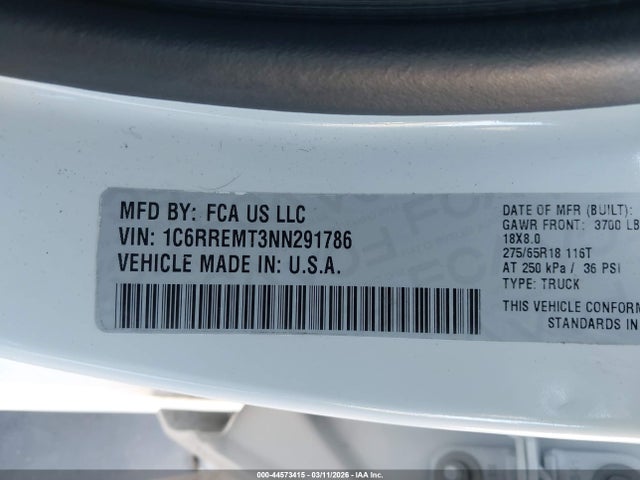 MFD BY: FCA US LLC
VIN: 1C6RREMT3NN291786
VEHICLE MADE IN: U.S.A.
DATE OF MFR (BUILT):
GAWR FRONT: 3700 LB
18X8.0
275/65R18 116T
AT 250 kPa / 36 PSI
TYPE: TRUCK
THIS VEHICLE CONFORM
STANDARDS IN
000-44573415 - 03/11/2026 - IAA Inc.